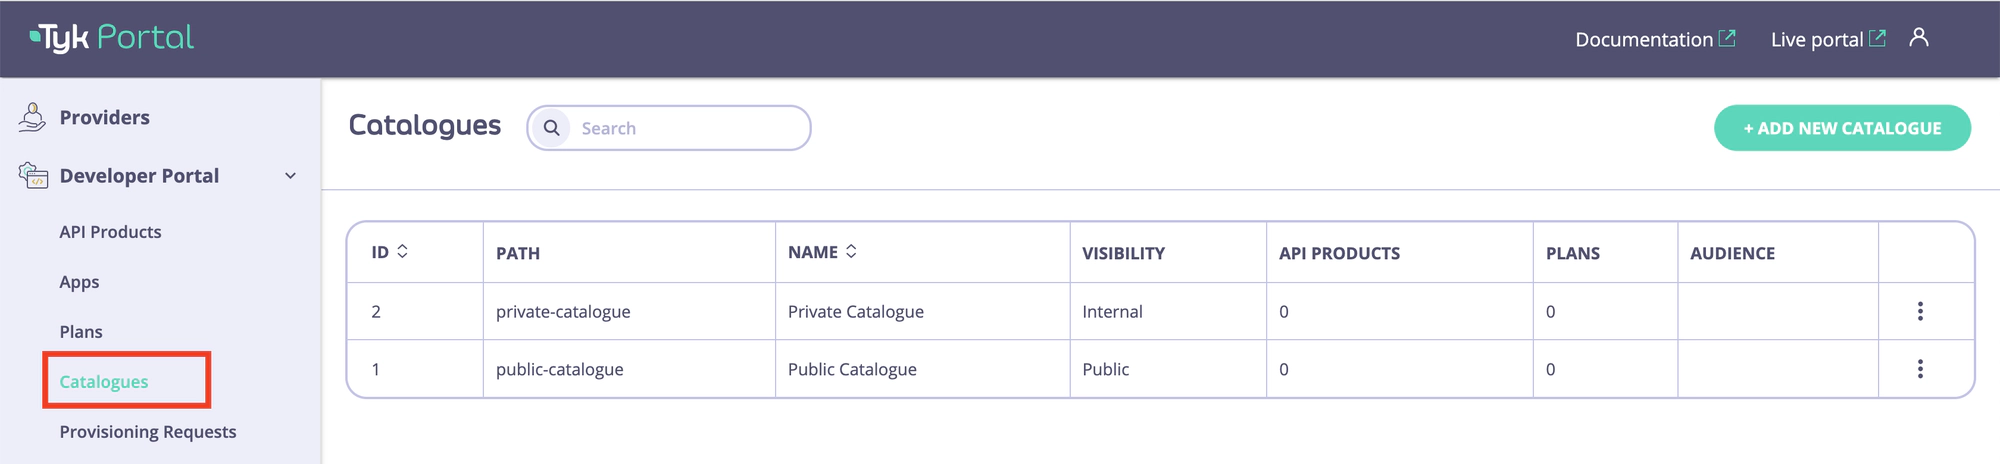 Tyk Portal
Documentation
Live portal
Providers
Developer Portal
API Products
Apps
Plans
Catalogues
Provisioning Requests
Catalogues
Search
+ ADD NEW CATALOGUE
ID PATH NAME VISIBILITY API PRODUCTS PLANS AUDIENCE
2 private-catalogue Private Catalogue Internal 0 0
1 public-catalogue Public Catalogue Public 0 0